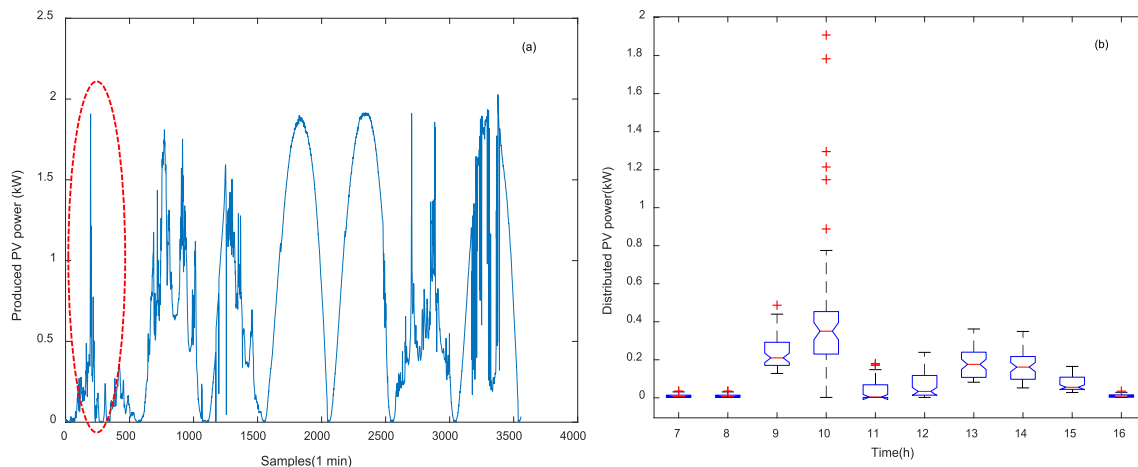 2.5
2
1.5
1
0.5
0
Produced PV power (kW)
(a)
0 500 1000 1500 2000 2500 3000 3500 4000
Samples(1 min)
2
1.8
1.6
1.4
1.2
1
0.8
0.6
0.4
0.2
0
Distributed PV power(kW)
(b)
7 8 9 10 11 12 13 14 15 16
Time(h)